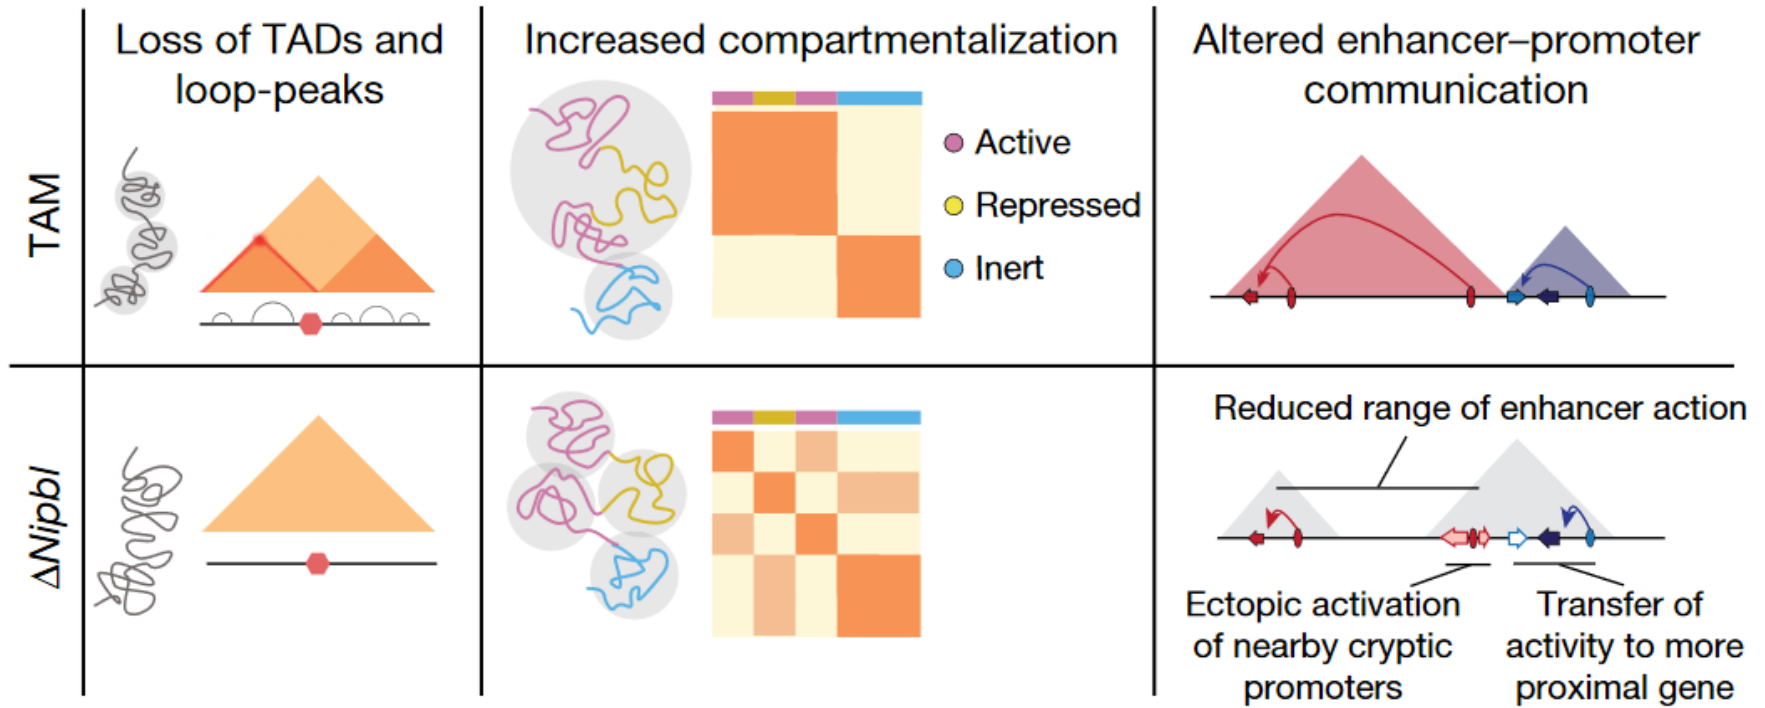 Loss of TADs and
loop-peaks
Increased compartmentalization
Altered enhancer–promoter
communication
TAM
Active
Repressed
Inert
ΔNipbl
Reduced range of enhancer action
Ectopic activation
of nearby cryptic
promoters
Transfer of
activity to more
proximal gene